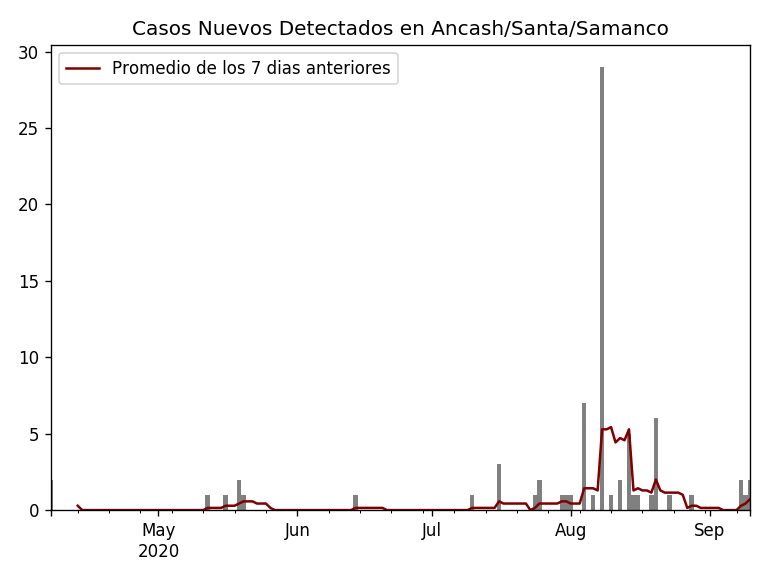 Casos Nuevos Detectados en Ancash/Santa/Samanco
Promedio de los 7 dias anteriores
30
25
20
15
10
5
0
May
2020
Jun
Jul
Aug
Sep